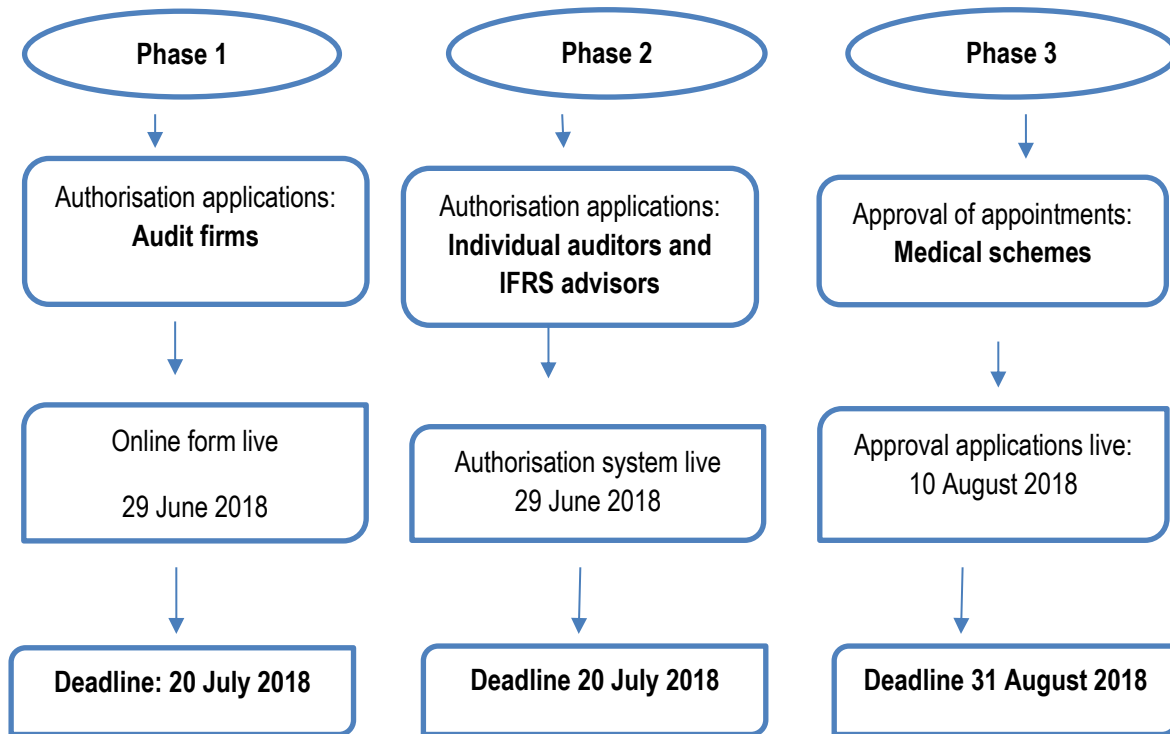 Phase 1
Phase 2
Phase 3
Authorisation applications:
Audit firms
Authorisation applications:
Individual auditors and
IFRS advisors
Approval of appointments:
Medical schemes
Online form live
29 June 2018
Authorisation system live
29 June 2018
Approval applications live:
10 August 2018
Deadline: 20 July 2018
Deadline 20 July 2018
Deadline 31 August 2018